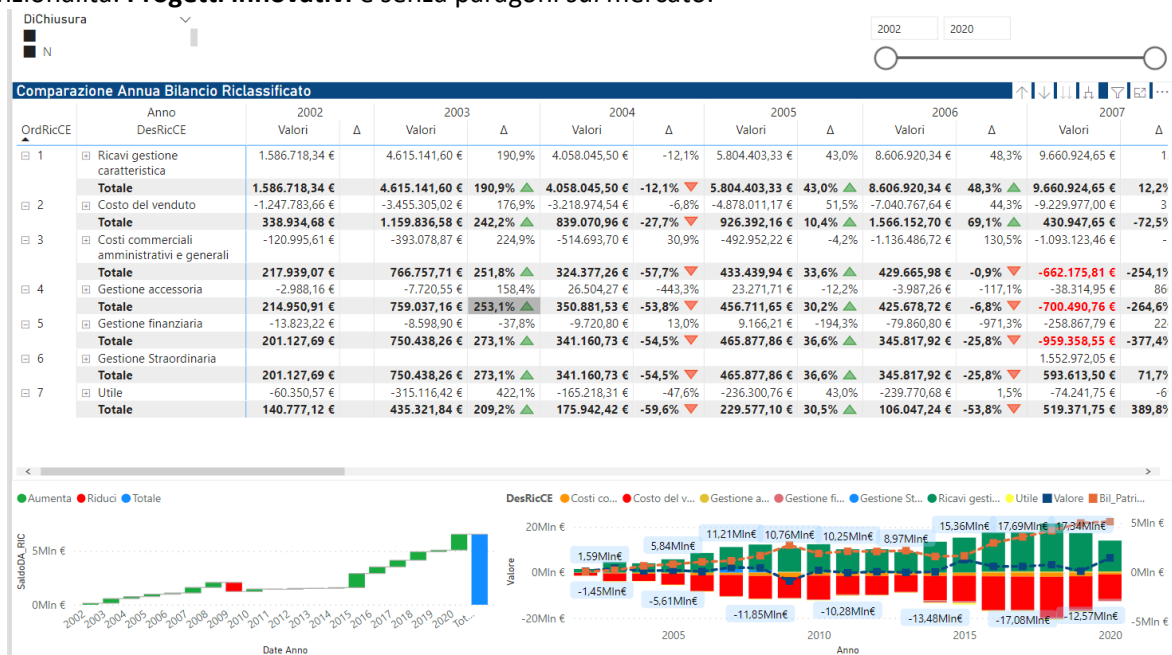 nzionalità. Progetti Innovativi è senza paragoni sul mercato.
DiChiusura
N
2002 2020
Comparazione Annua Bilancio Riclassificato
Anno 2002 2003 2004 2005 2006 2007
OrdRicCE DesRicCE Valori Δ Valori Δ Valori Δ Valori Δ Valori Δ Valori Δ
1 Ricavi gestione caratteristica 1.586.718,34 € 4.615.141,60 € 190,9% 4.058.045,50 € -12,1% 5.804.403,33 € 43,0% 8.606.920,34 € 48,3% 9.660.924,65 € 1
Totale 1.586.718,34 € 4.615.141,60 € 190,9% 4.058.045,50 € -12,1% 5.804.403,33 € 43,0% 8.606.920,34 € 48,3% 9.660.924,65 € 12,2%
2 Costo del venduto -1.247.783,66 € -3.455.305,02 € 176,9% -3.218.974,54 € -6,8% -4.878.011,17 € 51,5% -7.040.767,64 € 44,3% -9.229.977,00 € 3
Totale 338.934,68 € 1.159.836,58 € 242,2% 839.070,96 € -27,7% 926.392,16 € 10,4% 1.566.152,70 € 69,1% 430.947,65 € -72,5%
3 Costi commerciali amministrativi e generali -120.995,61 € -393.078,87 € 224,9% -514.693,70 € 30,9% -492.952,22 € -4,2% -1.136.486,72 € 130,5% -1.093.123,46 € -
Totale 217.939,07 € 766.757,71 € 251,8% 324.377,26 € -57,7% 433.439,94 € 33,6% 429.665,98 € -0,9% -662.175,81 € -254,1%
4 Gestione accessoria -2.988,16 € -7.720,55 € 158,4% 26.504,27 € -443,3% 23.271,71 € -12,2% -3.987,26 € -117,1% -38.314,95 € 86
Totale 214.950,91 € 759.037,16 € 253,1% 350.881,53 € -53,8% 456.711,65 € 30,2% 425.678,72 € -6,8% -700.490,76 € -264,6%
5 Gestione finanziaria -13.823,22 € -8.598,90 € -37,8% -9.720,80 € 13,0% 9.166,21 € -194,3% -79.860,80 € -971,3% -258.867,79 € 22
Totale 201.127,69 € 750.438,26 € 273,1% 341.160,73 € -54,5% 465.877,86 € 36,6% 345.817,92 € -25,8% -959.358,55 € -377,4%
6 Gestione Straordinaria 1.552.972,05 €
Totale 201.127,69 € 750.438,26 € 273,1% 341.160,73 € -54,5% 465.877,86 € 36,6% 345.817,92 € -25,8% 593.613,50 € 71,7%
7 Utile -60.350,57 € -315.116,42 € 422,1% -165.218,31 € -47,6% -236.300,76 € 43,0% -239.770,68 € 1,5% -74.241,75 € -6
Totale 140.777,12 € 435.321,84 € 209,2% 175.942,42 € -59,6% 229.577,10 € 30,5% 106.047,24 € -53,8% 519.371,75 € 389,8%
Aumenta Riduci Totale
SaldoDA_RIC
5Mln €
0Mln €
2002 2003 2004 2005 2006 2007 2008 2009 2010 2011 2012 2013 2014 2015 2016 2017 2018 2019 2020 Tot...
Date Anno
DesRicCE Costi co... Costo del v... Gestione a... Gestione fi... Gestione St... Ricavi gesti... Utile Valore Bil_Patri...
Valore
20Mln €
0Mln €
-20Mln €
1,59Mln€ 5,84Mln€ 11,21Mln€ 10,76Mln€ 10,25Mln€ 8,97Mln€ 15,36Mln€ 17,69Mln€ 17,34Mln€
-1,45Mln€ -5,61Mln€ -11,85Mln€ -10,28Mln€ -13,48Mln€ -17,08Mln€ -12,57Mln€
5Mln €
0Mln €
-5Mln €
2005 2010 2015 2020
Anno